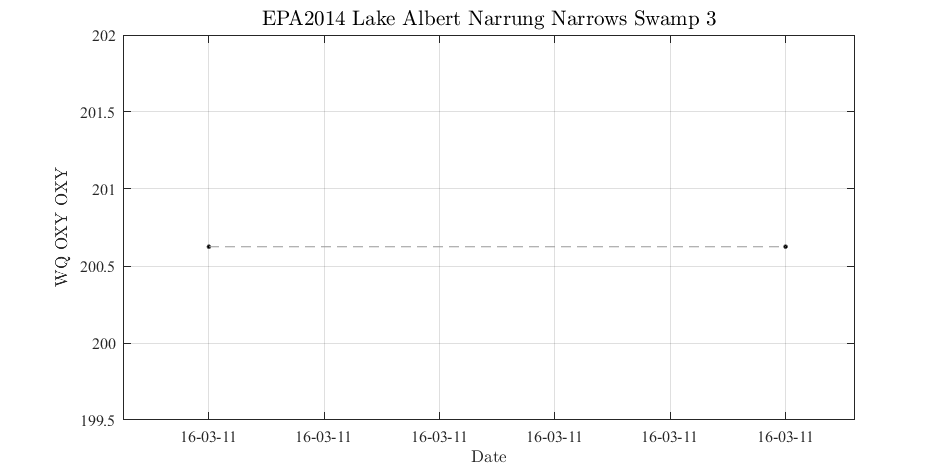 EPA2014 Lake Albert Narrung Narrows Swamp 3
202
201.5
201
200.5
200
199.5
WQ OXY OXY
16-03-11 16-03-11 16-03-11 16-03-11 16-03-11 16-03-11
Date